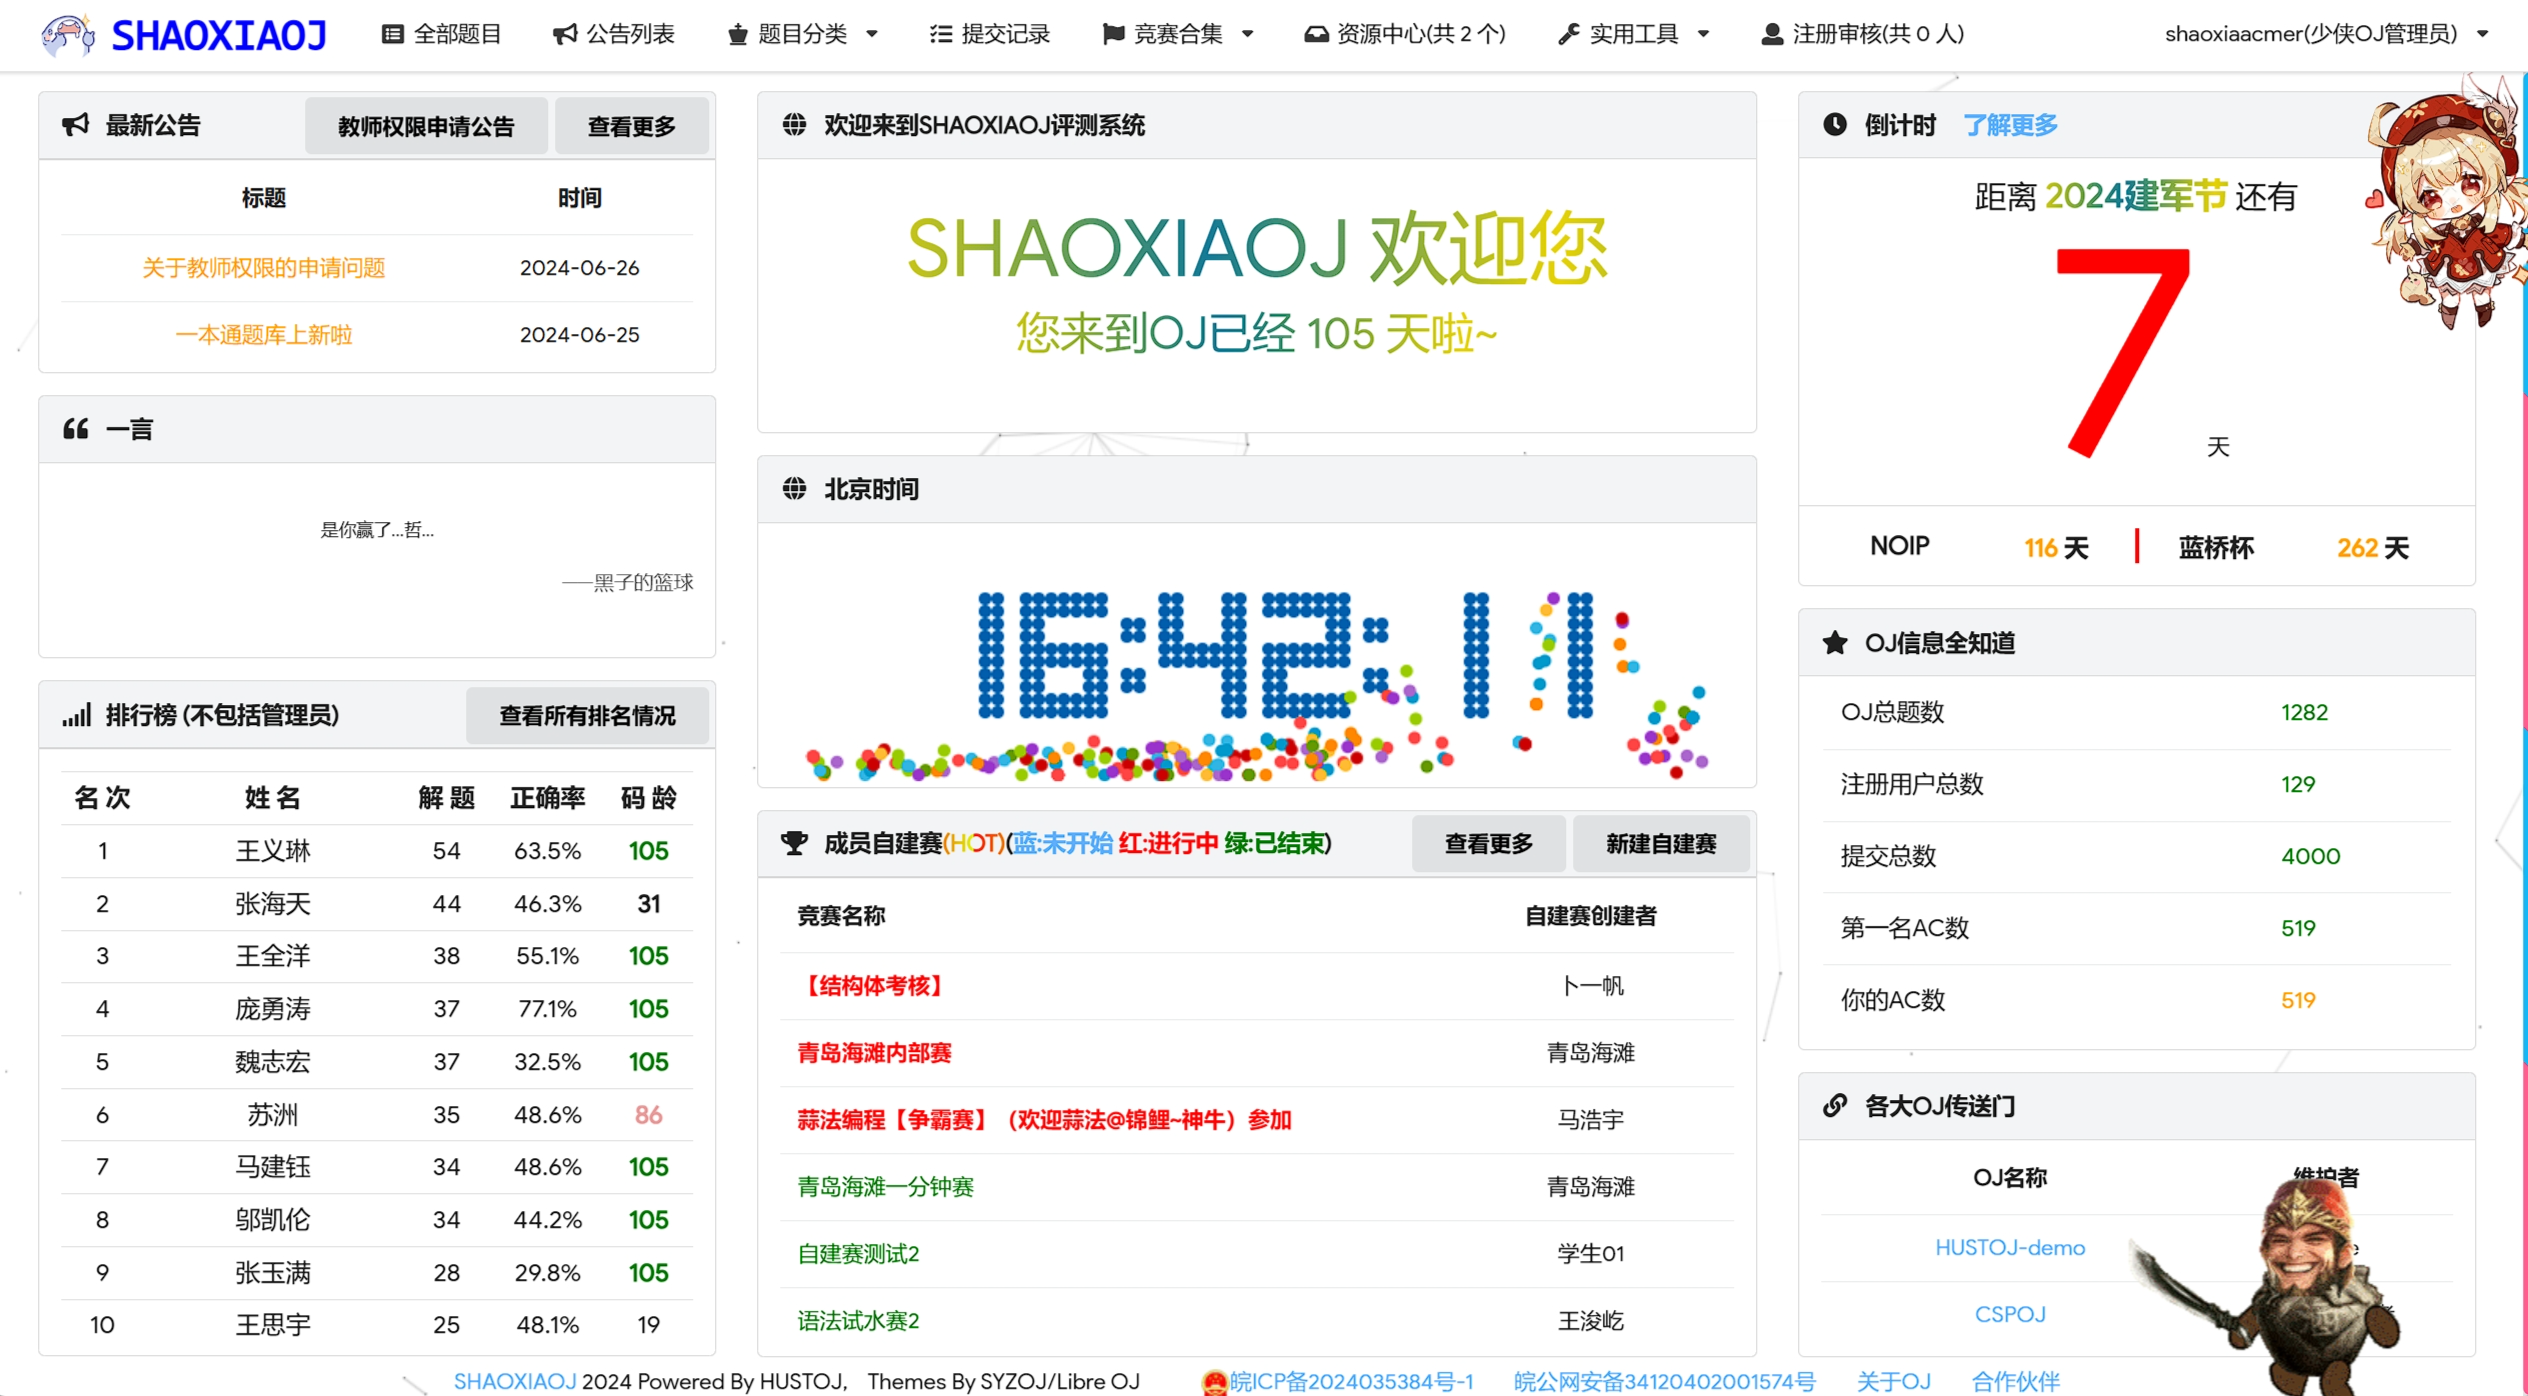 SHAOXIAOJ 全部题目 公告列表 题目分类 提交记录 竞赛合集 资源中心(共 2 个) 实用工具 注册审核(共 0 人) shaoxiaacmer(少侠OJ管理员)
最新公告 教师权限申请公告 查看更多
标题 时间
关于教师权限的申请问题 2024-06-26
一本通题库上新啦 2024-06-25
一言
是你赢了...哲...
——黑子的篮球
排行榜 (不包括管理员) 查看所有排名情况
名 次 姓 名 解 题 正确率 码 龄
1 王义琳 54 63.5% 105
2 张海天 44 46.3% 31
3 王全洋 38 55.1% 105
4 庞勇涛 37 77.1% 105
5 魏志宏 37 32.5% 105
6 苏洲 35 48.6% 86
7 马建钰 34 48.6% 105
8 邬凯伦 34 44.2% 105
9 张玉满 28 29.8% 105
10 王思宇 25 48.1% 19
欢迎来到SHAOXIAOJ评测系统
SHAOXIAOJ 欢迎您
您来到OJ已经 105 天啦~
北京时间
16:42:11
成员自建赛(HOT)(蓝:未开始 红:进行中 绿:已结束) 查看更多 新建自建赛
竞赛名称 自建赛创建者
【结构体考核】 卜一帆
青岛海滩内部赛 青岛海滩
蒜法编程【争霸赛】（欢迎蒜法@锦鲤~神牛）参加 马浩宇
青岛海滩一分钟赛 青岛海滩
自建赛测试2 学生01
语法试水赛2 王浚屹
倒计时 了解更多
距离 2024建军节 还有
7 天
NOIP 116 天 蓝桥杯 262 天
OJ信息全知道
OJ总题数 1282
注册用户总数 129
提交总数 4000
第一名AC数 519
你的AC数 519
各大OJ传送门
OJ名称 维护者
HUSTOJ-demo
CSPOJ
SHAOXIAOJ 2024 Powered By HUSTOJ, Themes By SYZOJ/Libre OJ 皖ICP备2024035384号-1 皖公网安备34120402001574号 关于OJ 合作伙伴